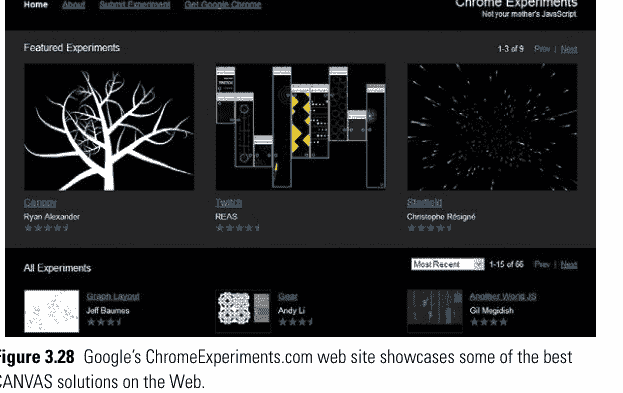 Home About Submit Experiment Get Google Chrome
Chrome Experiments
Not your mother's JavaScript.
Featured Experiments 1-3 of 9 Prev | Next
Canopy Twitch Starfield
Ryan Alexander REAS Christophe Résigné
All Experiments Most Recent 1-15 of 66 Prev | Next
Graph Layout Gear Another World JS
Jeff Baumes Andy Li Gil Megidish
Figure 3.28 Google's ChromeExperiments.com web site showcases some of the best
CANVAS solutions on the Web.